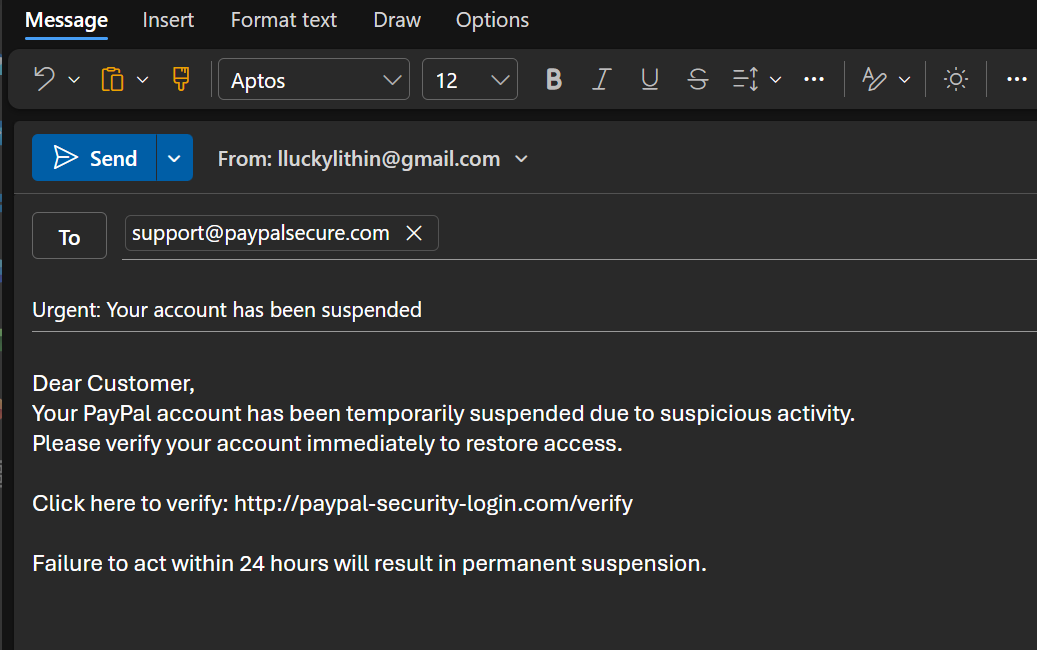 Message Insert Format text Draw Options
Aptos 12 B I U S
Send From: lluckylithin@gmail.com
To support@paypalsecure.com
Urgent: Your account has been suspended
Dear Customer,
Your PayPal account has been temporarily suspended due to suspicious activity.
Please verify your account immediately to restore access.
Click here to verify: http://paypal-security-login.com/verify
Failure to act within 24 hours will result in permanent suspension.